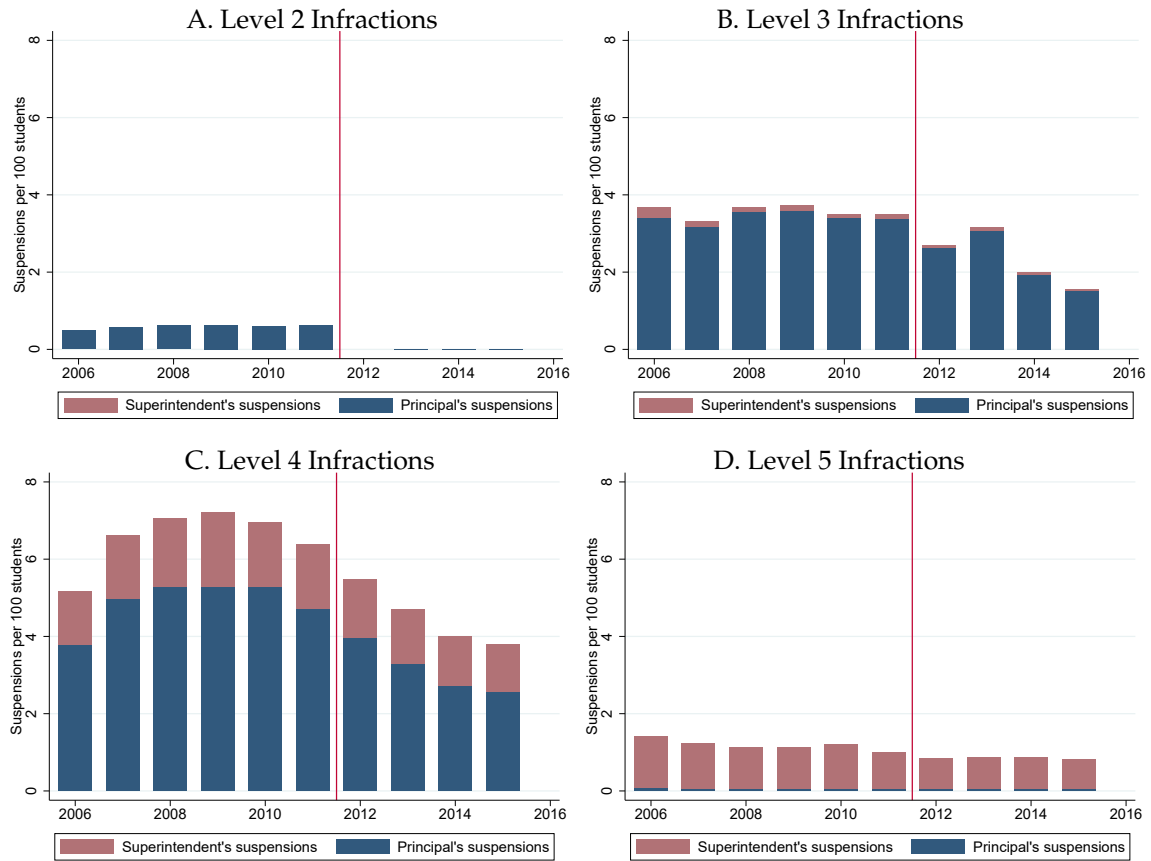 A. Level 2 Infractions
Suspensions per 100 students
8
6
4
2
0
2006 2008 2010 2012 2014 2016
Superintendent's suspensions Principal's suspensions
B. Level 3 Infractions
Suspensions per 100 students
8
6
4
2
0
2006 2008 2010 2012 2014 2016
Superintendent's suspensions Principal's suspensions
C. Level 4 Infractions
Suspensions per 100 students
8
6
4
2
0
2006 2008 2010 2012 2014 2016
Superintendent's suspensions Principal's suspensions
D. Level 5 Infractions
Suspensions per 100 students
8
6
4
2
0
2006 2008 2010 2012 2014 2016
Superintendent's suspensions Principal's suspensions